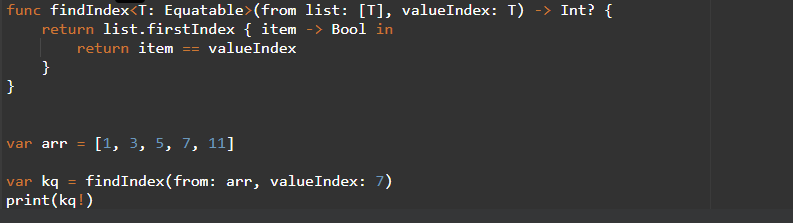 func findIndex<T: Equatable>(from list: [T], valueIndex: T) -> Int? {
    return list.firstIndex { item -> Bool in
        return item == valueIndex
    }
}
var arr = [1, 3, 5, 7, 11]
var kq = findIndex(from: arr, valueIndex: 7)
print(kq!)